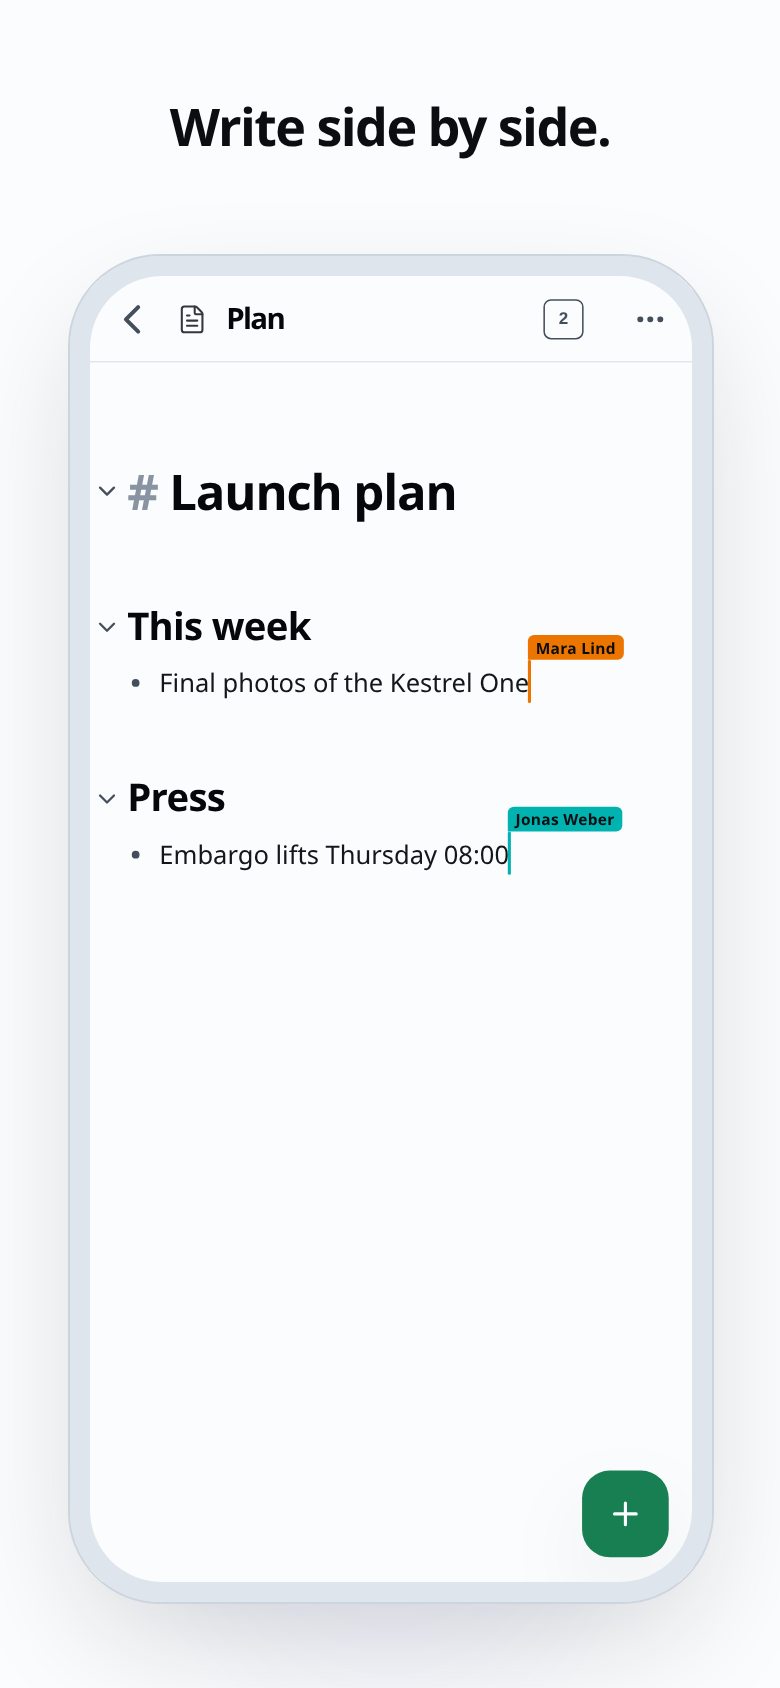 Write side by side.
Plan
2
# Launch plan
This week
Mara Lind
• Final photos of the Kestrel One
Press
Jonas Weber
• Embargo lifts Thursday 08:00